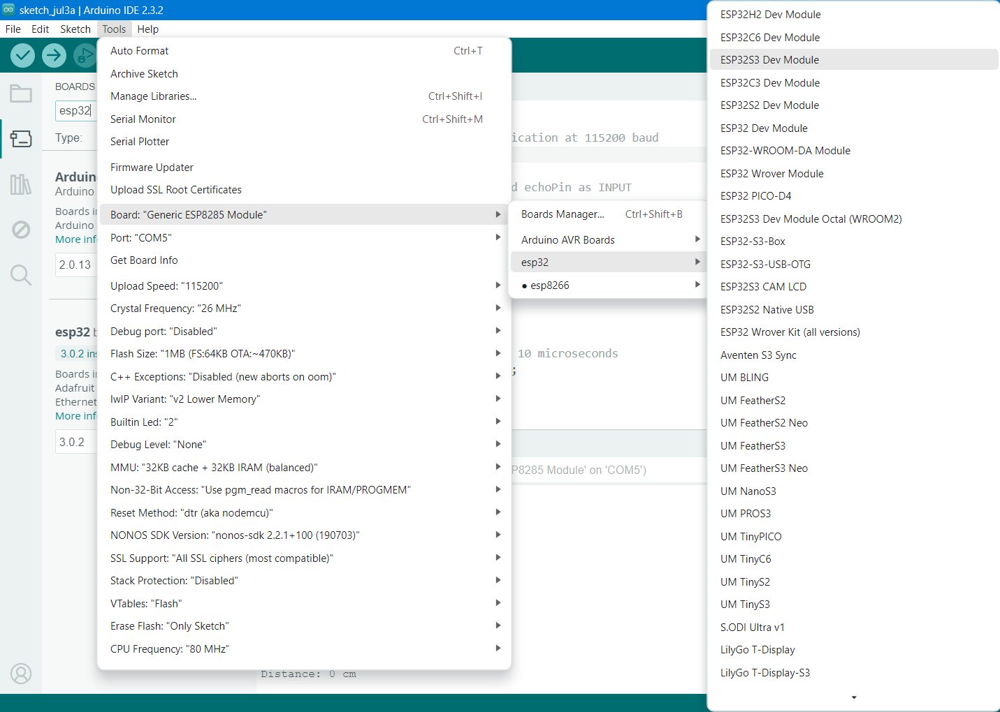 sketch_jul3a | Arduino IDE 2.3.2
File Edit Sketch Tools Help
BOARDS
esp32
Type:
Arduino
Boards
Arduino
More
2.0.13
esp32
3.0.2
Boards
Adafruit
Ethernet
More
3.0.2
Auto Format Ctrl+T
Archive Sketch
Manage Libraries... Ctrl+Shift+I
Serial Monitor Ctrl+Shift+M
Serial Plotter
Firmware Updater
Upload SSL Root Certificates
Board: "Generic ESP8285 Module"
Port: "COM5"
Get Board Info
Upload Speed: "115200"
Crystal Frequency: "26 MHz"
Debug port: "Disabled"
Flash Size: "1MB (FS:64KB OTA:~470KB)"
C++ Exceptions: "Disabled (new aborts on oom)"
lwIP Variant: "v2 Lower Memory"
Builtin Led: "2"
Debug Level: "None"
MMU: "32KB cache + 32KB IRAM (balanced)"
Non-32-Bit Access: "Use pgm_read macros for IRAM/PROGMEM"
Reset Method: "dtr (aka nodemcu)"
NONOS SDK Version: "nonos-sdk 2.2.1+100 (190703)"
SSL Support: "All SSL ciphers (most compatible)"
Stack Protection: "Disabled"
VTables: "Flash"
Erase Flash: "Only Sketch"
CPU Frequency: "80 MHz"
ication at 115200 baud
d echoPin as INPUT
Boards Manager... Ctrl+Shift+B
Arduino AVR Boards
esp32
● esp8266
10 microseconds
;
P8285 Module' on 'COM5')
Distance: 0 cm
ESP32H2 Dev Module
ESP32C6 Dev Module
ESP32S3 Dev Module
ESP32C3 Dev Module
ESP32S2 Dev Module
ESP32 Dev Module
ESP32-WROOM-DA Module
ESP32 Wrover Module
ESP32 PICO-D4
ESP32S3 Dev Module Octal (WROOM2)
ESP32-S3-Box
ESP32-S3-USB-OTG
ESP32S3 CAM LCD
ESP32S2 Native USB
ESP32 Wrover Kit (all versions)
Aventen S3 Sync
UM BLING
UM FeatherS2
UM FeatherS2 Neo
UM FeatherS3
UM FeatherS3 Neo
UM NanoS3
UM PROS3
UM TinyPICO
UM TinyC6
UM TinyS2
UM TinyS3
S.ODI Ultra v1
LilyGo T-Display
LilyGo T-Display-S3